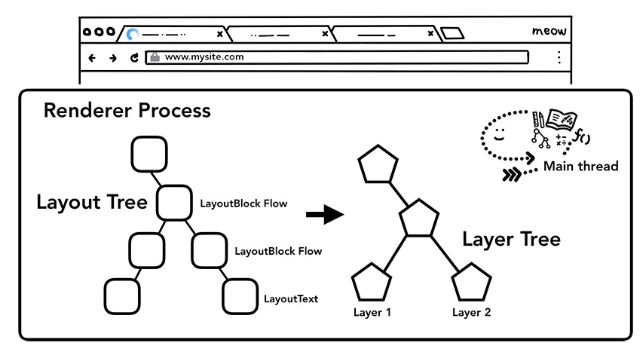 meow
www.mysite.com
Renderer Process
f()
Main thread
Layout Tree
LayoutBlock Flow
Layer Tree
LayoutBlock Flow
LayoutText
Layer 1
Layer 2